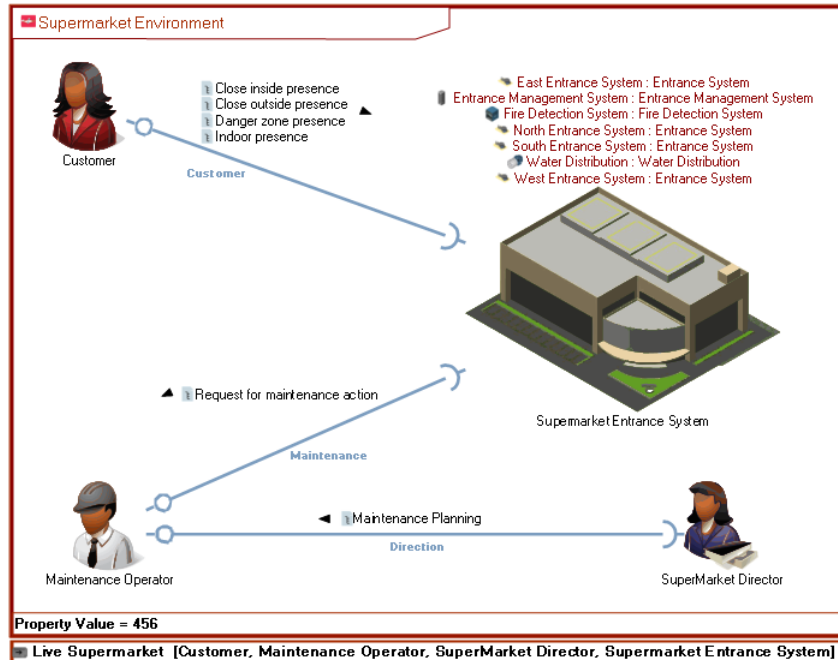 Supermarket Environment
Close inside presence
Close outside presence
Danger zone presence
Indoor presence
Customer
Customer
East Entrance System : Entrance System
Entrance Management System : Entrance Management System
Fire Detection System : Fire Detection System
North Entrance System : Entrance System
South Entrance System : Entrance System
Water Distribution : Water Distribution
West Entrance System : Entrance System
Supermarket Entrance System
Request for maintenance action
Maintenance
Maintenance Planning
Direction
Maintenance Operator
SuperMarket Director
Property Value = 456
Live Supermarket [Customer, Maintenance Operator, SuperMarket Director, Supermarket Entrance System]